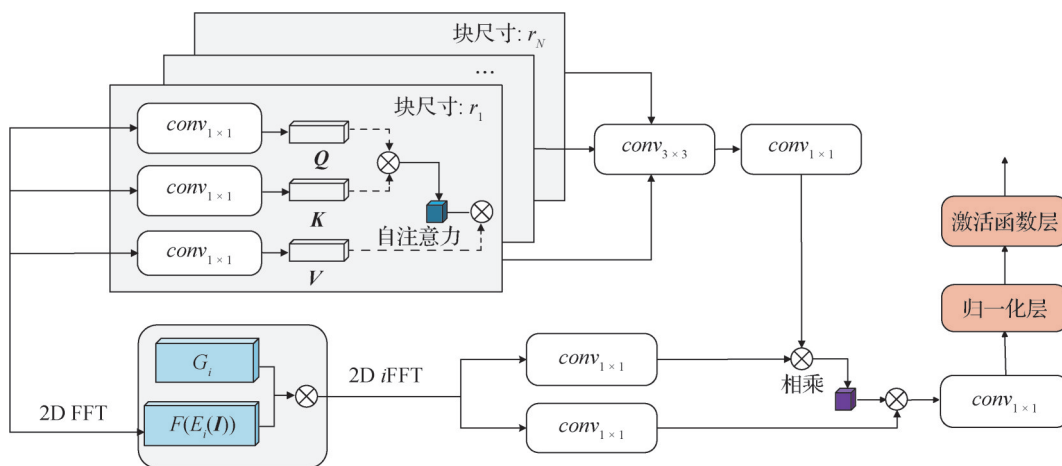 块尺寸: r_N
...
块尺寸: r_1
conv_{1×1}
Q
conv_{1×1}
K
conv_{1×1}
V
自注意力
conv_{3×3}
conv_{1×1}
激活函数层
归一化层
conv_{1×1}
G_i
F(E_i(I))
2D FFT
2D iFFT
conv_{1×1}
conv_{1×1}
相乘